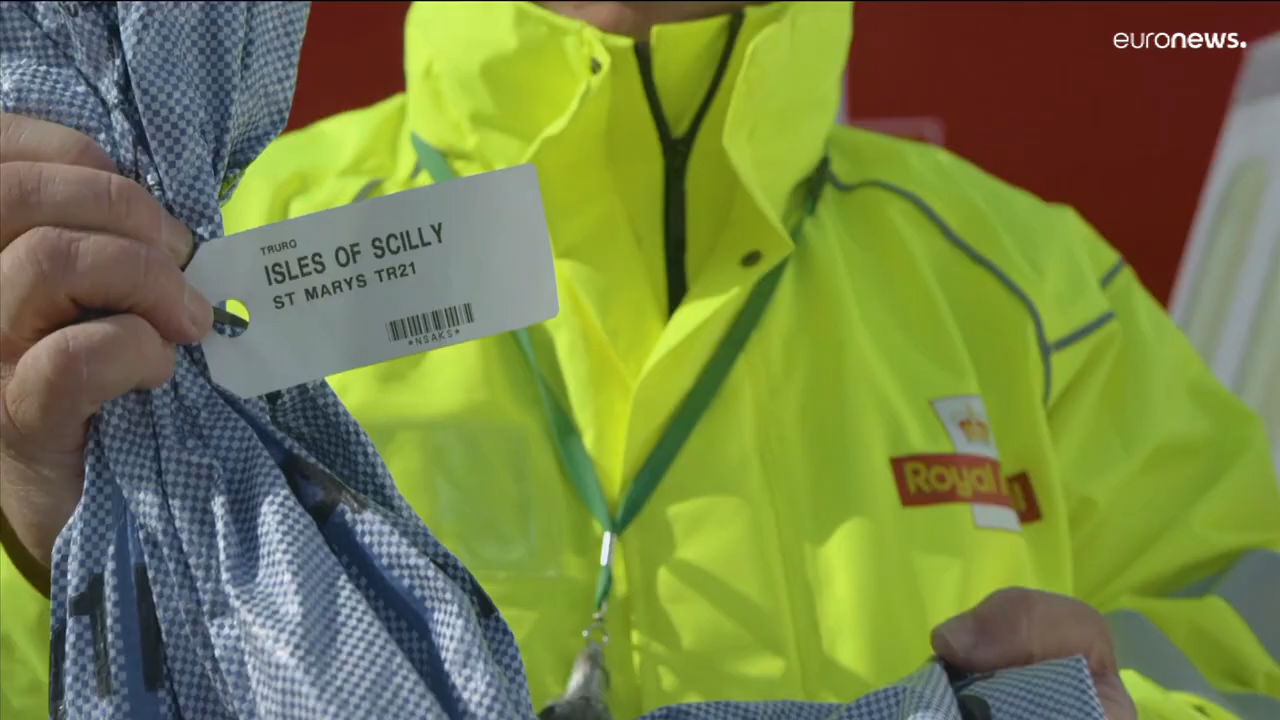 euronews.
TRURO
ISLES OF SCILLY
ST MARYS TR21
*NSAKS*
Royal